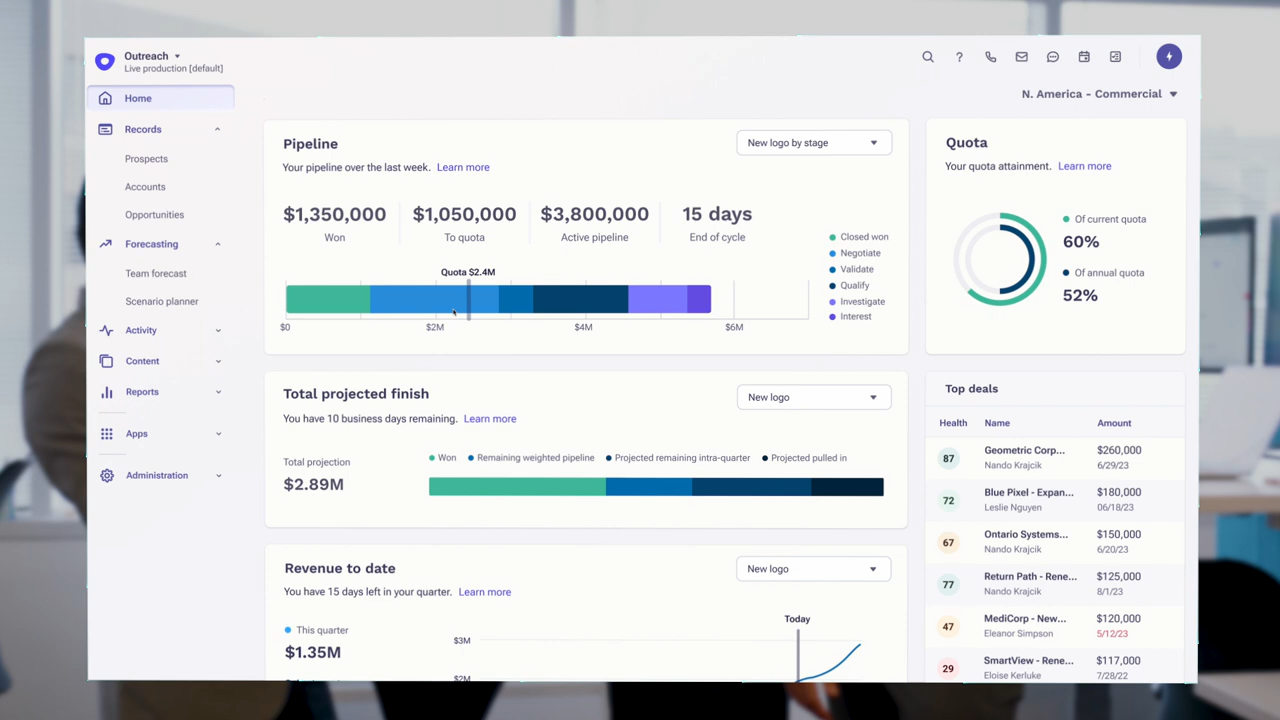 Outreach
Live production [default]
Home
Records
Prospects
Accounts
Opportunities
Forecasting
Team forecast
Scenario planner
Activity
Content
Reports
Apps
Administration
N. America - Commercial
Pipeline
New logo by stage
Your pipeline over the last week. Learn more
$1,350,000
Won
$1,050,000
To quota
$3,800,000
Active pipeline
15 days
End of cycle
Closed won
Negotiate
Validate
Qualify
Investigate
Interest
Quota $2.4M
$0
$2M
$4M
$6M
Quota
Your quota attainment. Learn more
Of current quota
60%
Of annual quota
52%
Total projected finish
New logo
You have 10 business days remaining. Learn more
Total projection
$2.89M
Won Remaining weighted pipeline Projected remaining intra-quarter Projected pulled in
Revenue to date
New logo
You have 15 days left in your quarter. Learn more
This quarter
$1.35M
Today
$3M
$2M
Top deals
Health Name Amount
87 Geometric Corp... $260,000
Nando Krajcik 6/29/23
72 Blue Pixel - Expan... $180,000
Leslie Nguyen 06/18/23
67 Ontario Systems... $150,000
Nando Krajcik 6/20/23
77 Return Path - Rene... $125,000
Nando Krajcik 8/1/23
47 MediCorp - New... $120,000
Eleanor Simpson 5/12/23
29 SmartView - Rene... $117,000
Eloise Kerluke 7/28/22